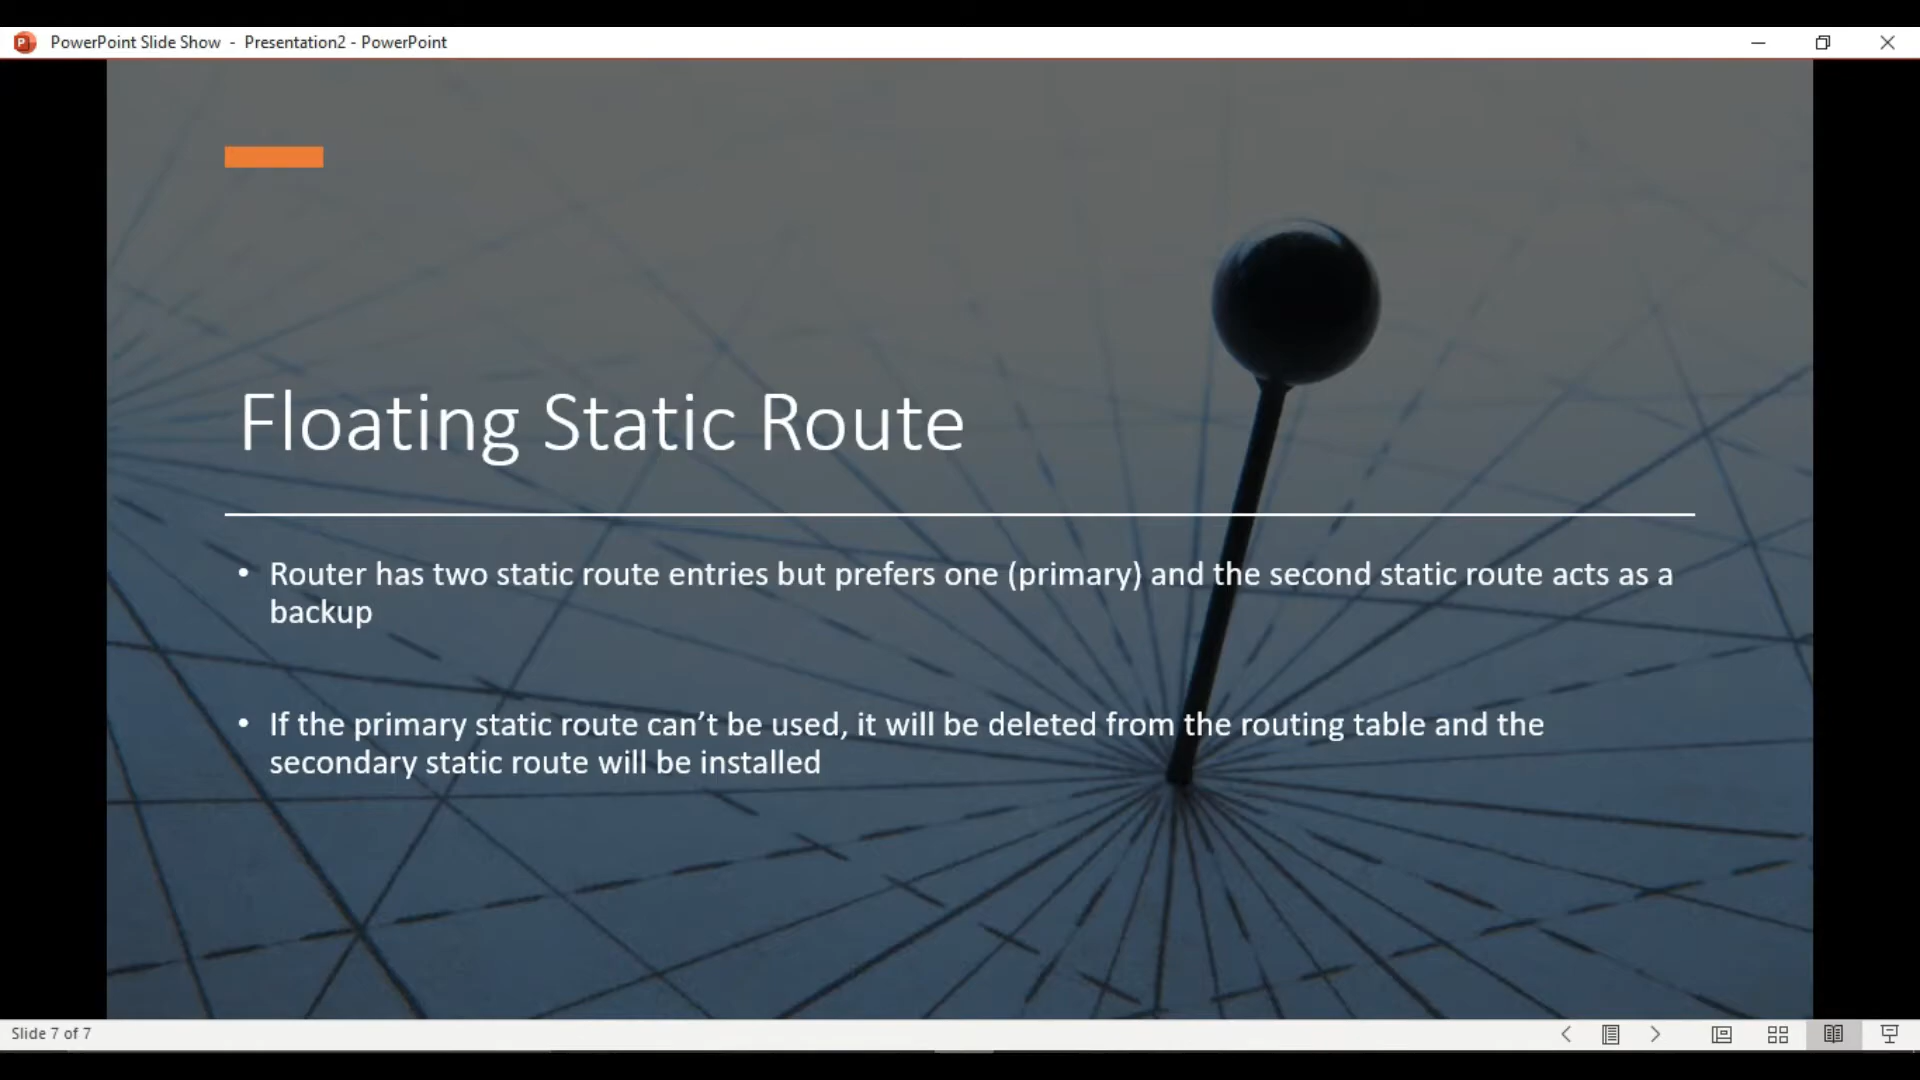 PowerPoint Slide Show - Presentation2 - PowerPoint
Floating Static Route
• Router has two static route entries but prefers one (primary) and the second static route acts as a
backup
• If the primary static route can’t be used, it will be deleted from the routing table and the
secondary static route will be installed
Slide 7 of 7